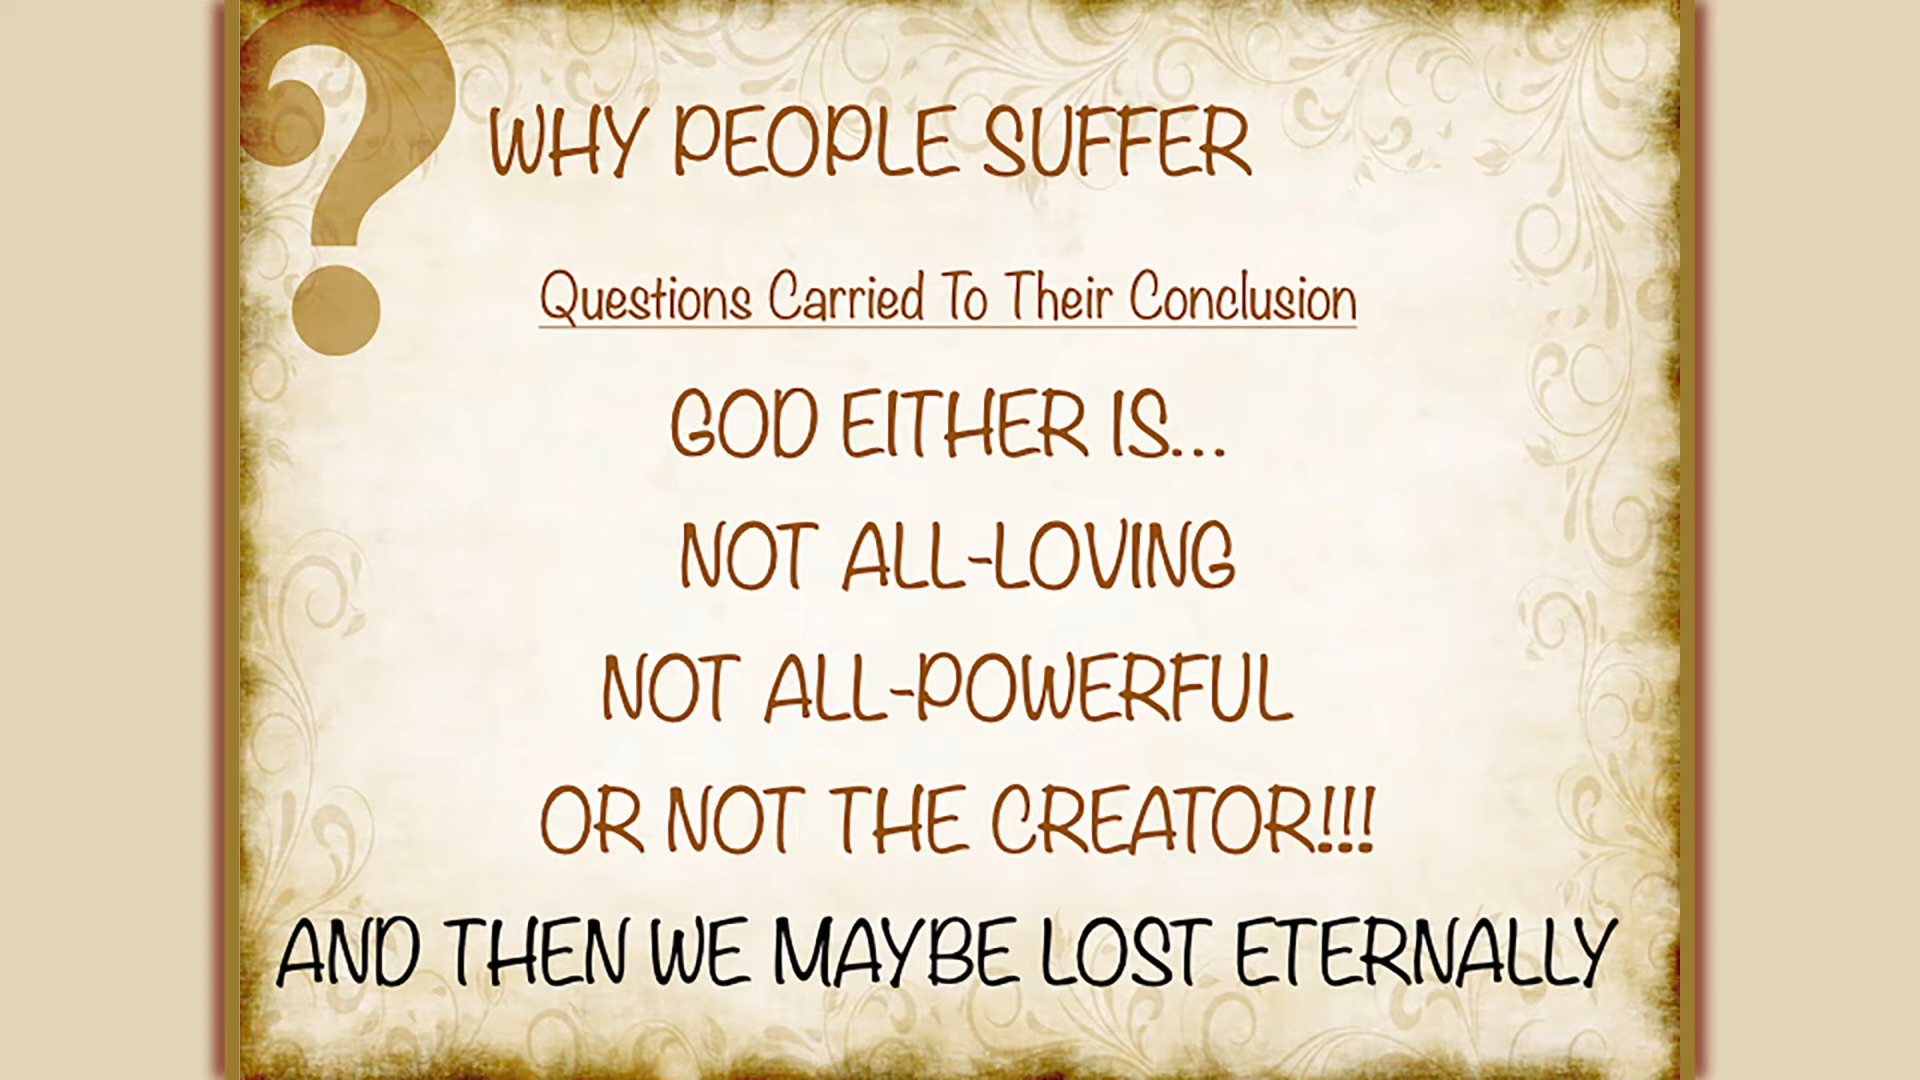 ?
WHY PEOPLE SUFFER
Questions Carried To Their Conclusion
GOD EITHER IS...
NOT ALL-LOVING
NOT ALL-POWERFUL
OR NOT THE CREATOR!!!
AND THEN WE MAYBE LOST ETERNALLY